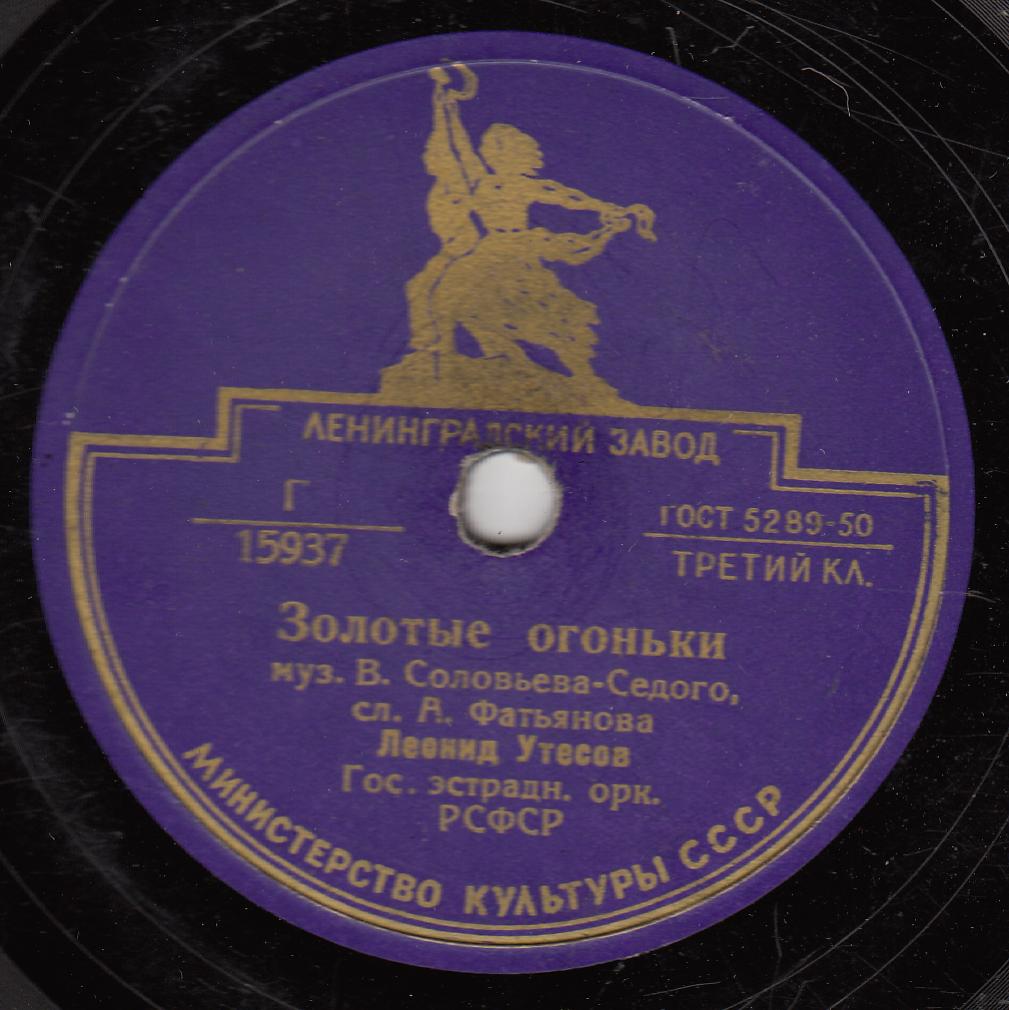 ЛЕНИНГРАДСКИЙ ЗАВОД
Г
15937
ГОСТ 5289-50
ТРЕТИЙ КЛ.
Золотые огоньки
муз. В. Соловьева-Седого,
сл. А. Фатьянова
Леонид Утесов
Гос. эстрадн. орк.
РСФСР
МИНИСТЕРСТВО КУЛЬТУРЫ СССР